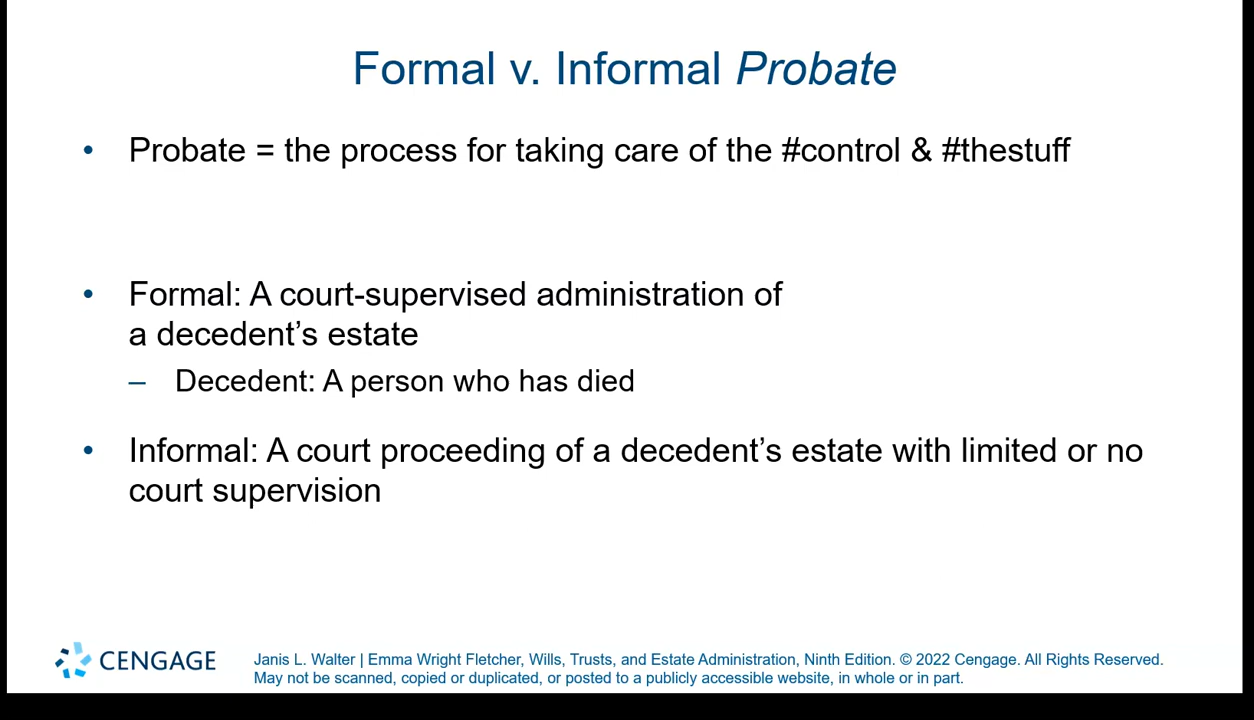 Formal v. Informal Probate
• Probate = the process for taking care of the #control & #thestuff
• Formal: A court-supervised administration of
a decedent’s estate
– Decedent: A person who has died
• Informal: A court proceeding of a decedent’s estate with limited or no
court supervision
CENGAGE
Janis L. Walter | Emma Wright Fletcher, Wills, Trusts, and Estate Administration, Ninth Edition. © 2022 Cengage. All Rights Reserved.
May not be scanned, copied or duplicated, or posted to a publicly accessible website, in whole or in part.